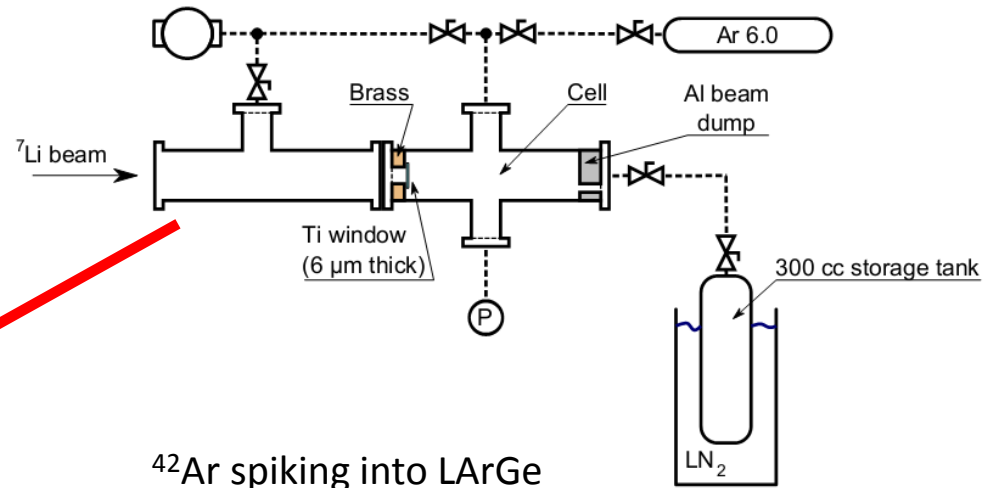 Ar 6.0
Brass
Cell
Al beam
dump
⁷Li beam
Ti window
(6 µm thick)
300 cc storage tank
P
LN₂
⁴²Ar spiking into LArGe